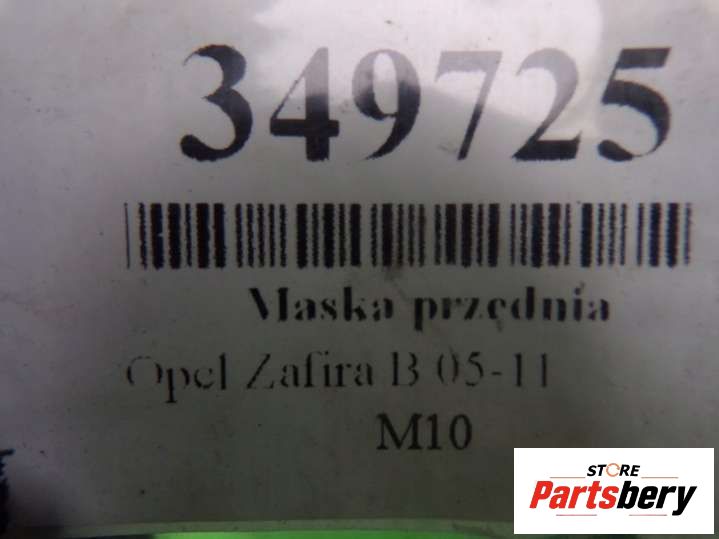 349725
Maska przednia
Opel Zafira B 05-11
M10
STORE
Partsbery